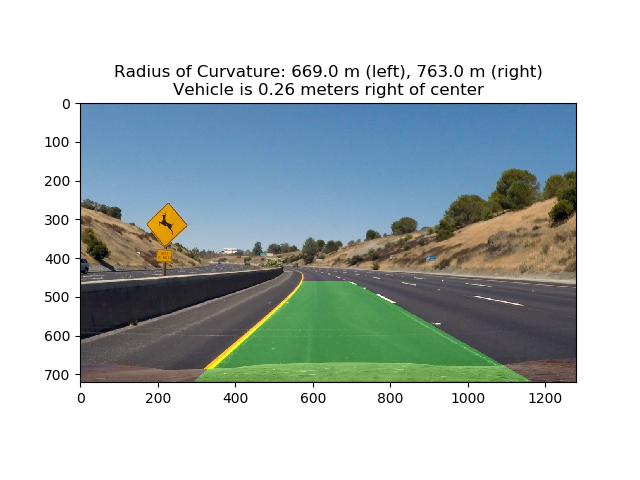 Radius of Curvature: 669.0 m (left), 763.0 m (right)
Vehicle is 0.26 meters right of center
0
100
200
300
400
500
600
700
0 200 400 600 800 1000 1200